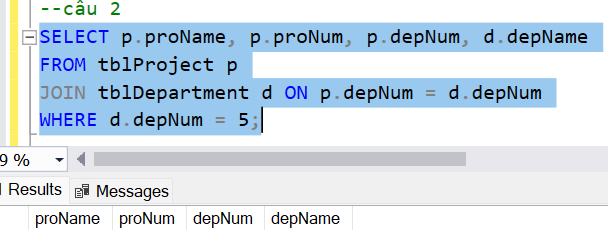 --câu 2
SELECT p.proName, p.proNum, p.depNum, d.depName
FROM tblProject p
JOIN tblDepartment d ON p.depNum = d.depNum
WHERE d.depNum = 5;
9 %
Results Messages
proName proNum depNum depName